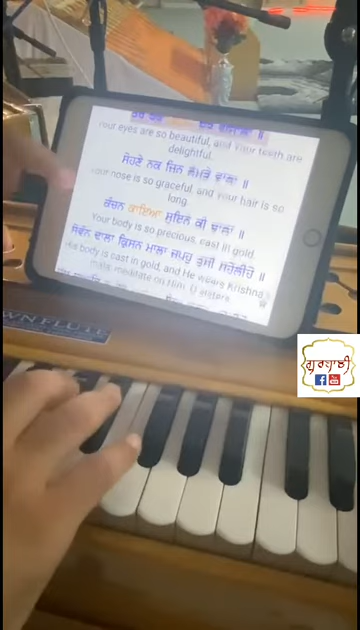 your eyes are so beautiful, and your teeth are
delightful.
ਸੋਹਣੇ ਨਕ ਜਿਨ ਲੰਮੜੇ ਵਾਲਾ ॥
your nose is so graceful, and your hair is so
long.
ਕੰਚਨ ਕਾਇਆ ਸੁਇਨੇ ਕੀ ਢਾਲਾ ॥
Your body is so precious, cast in gold.
ਸੋਵੰਨ ਢਾਲਾ ਕ੍ਰਿਸਨ ਮਾਲਾ ਜਪਹੁ ਤੁਸੀ ਸਹੇਲੀਹੋ ॥
His body is cast in gold, and He wears Krishna's
mala; meditate on Him, O sisters.
ਗੁਰਬਾਣੀ